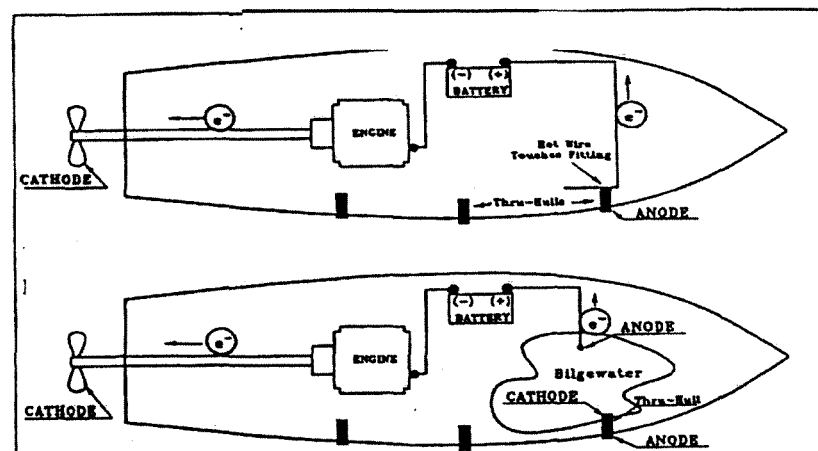 (-) (+)
BATTERY
e-
ENGINE
e-
Hot Wire
Touches Fitting
CATHODE
Thru-Hulls
ANODE
(-) (+)
BATTERY
e-
e-
ANODE
ENGINE
Bilgewater
CATHODE
Thru-Hull
CATHODE
ANODE